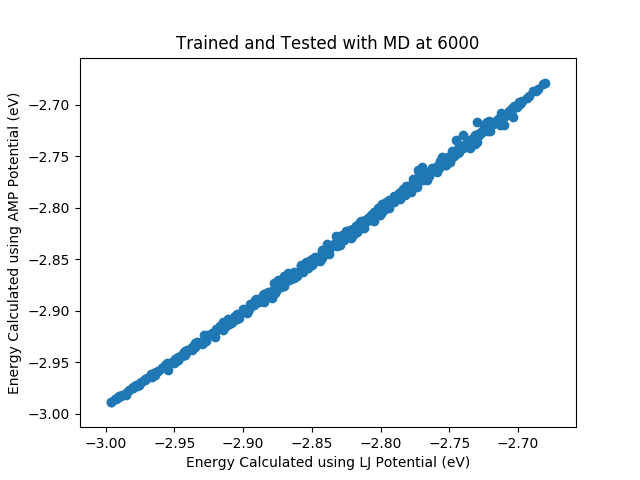 Trained and Tested with MD at 6000
Energy Calculated using AMP Potential (eV)
−2.70
−2.75
−2.80
−2.85
−2.90
−2.95
−3.00
−3.00 −2.95 −2.90 −2.85 −2.80 −2.75 −2.70
Energy Calculated using LJ Potential (eV)